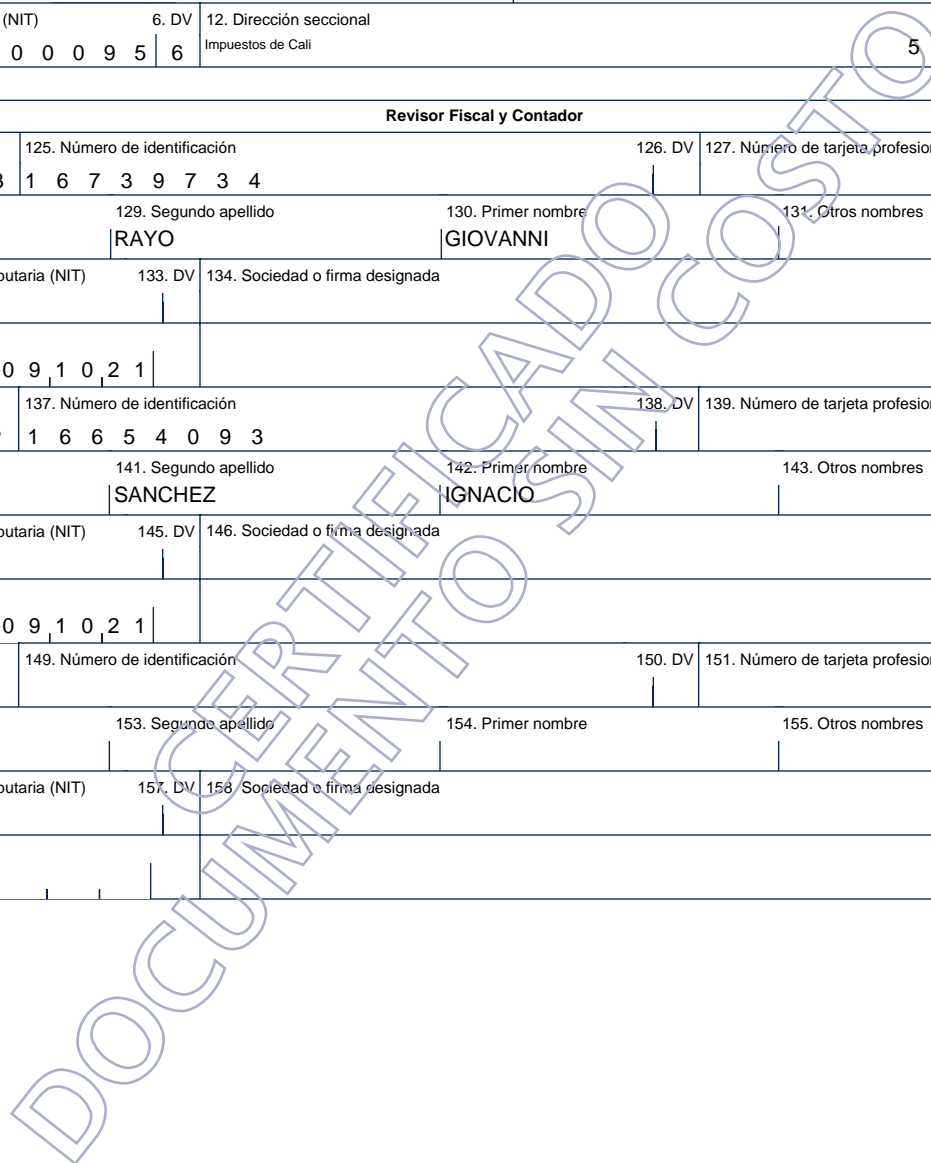 (NIT) 6. DV 12. Dirección seccional
0 0 0 9 5 6 Impuestos de Cali 5
Revisor Fiscal y Contador
125. Número de identificación 126. DV 127. Número de tarjeta profesio
1 6 7 3 9 7 3 4
129. Segundo apellido 130. Primer nombre 131. Otros nombres
RAYO GIOVANNI
butaria (NIT) 133. DV 134. Sociedad o firma designada
0 9 1 0 2 1
137. Número de identificación 138. DV 139. Número de tarjeta profesio
1 6 6 5 4 0 9 3
141. Segundo apellido 142. Primer nombre 143. Otros nombres
SANCHEZ IGNACIO
butaria (NIT) 145. DV 146. Sociedad o firma designada
0 9 1 0 2 1
149. Número de identificación 150. DV 151. Número de tarjeta profesio
153. Segundo apellido 154. Primer nombre 155. Otros nombres
butaria (NIT) 157. DV 158. Sociedad o firma designada
CERTIFICADO
DOCUMENTO SIN COSTO